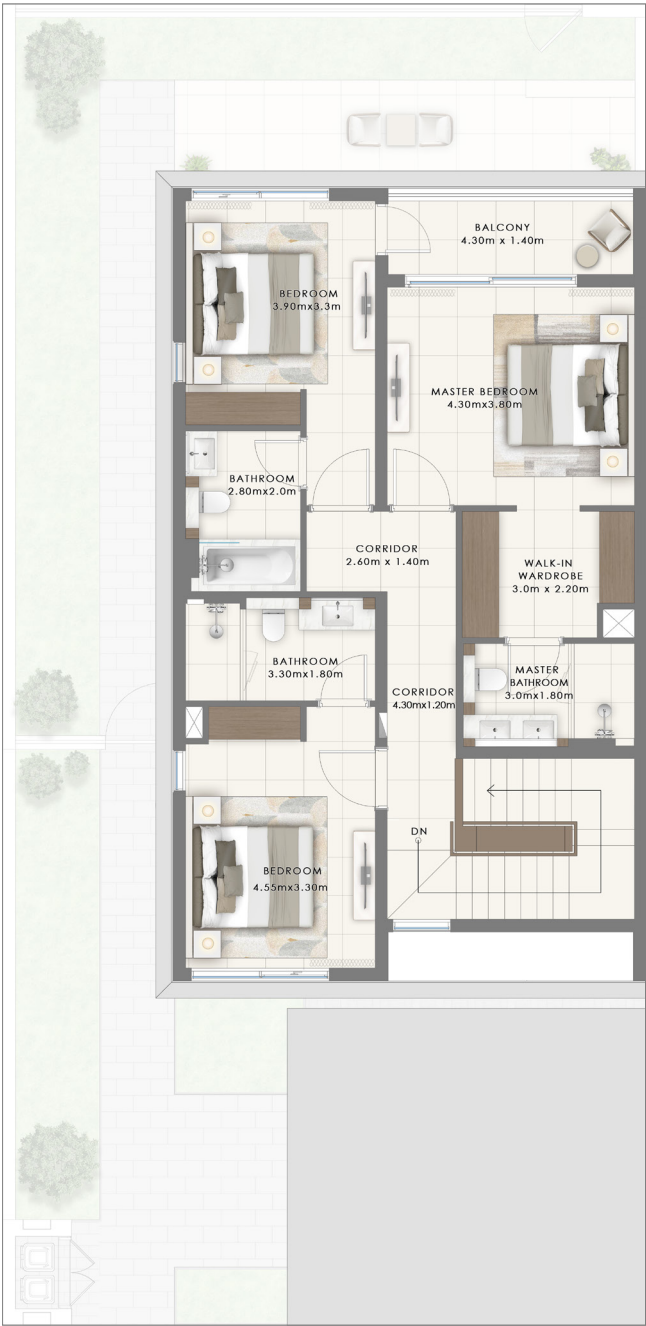 BALCONY
4.30m x 1.40m
BEDROOM
3.90mx3.3m
MASTER BEDROOM
4.30mx3.80m
BATHROOM
2.80mx2.0m
CORRIDOR
2.60m x 1.40m
WALK-IN
WARDROBE
3.0m x 2.20m
BATHROOM
3.30mx1.80m
MASTER
BATHROOM
3.0mx1.80m
CORRIDOR
4.30mx1.20m
DN
BEDROOM
4.55mx3.30m